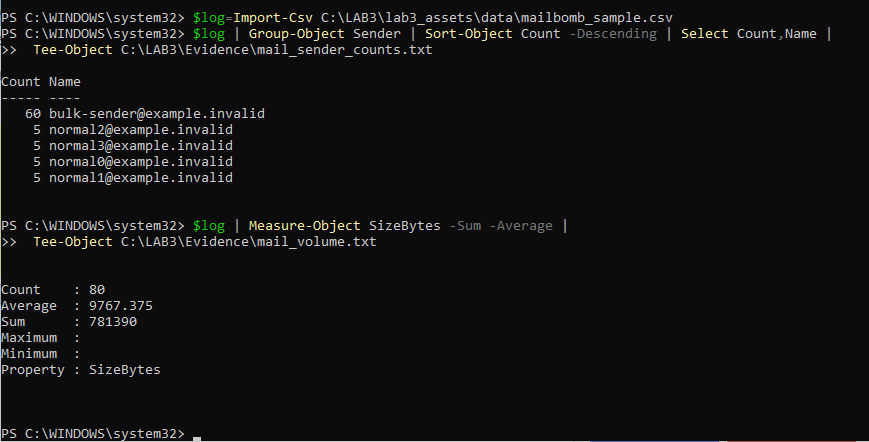 PS C:\WINDOWS\system32> $log=Import-Csv C:\LAB3\lab3_assets\data\mailbomb_sample.csv
PS C:\WINDOWS\system32> $log | Group-Object Sender | Sort-Object Count -Descending | Select Count,Name |
>>  Tee-Object C:\LAB3\Evidence\mail_sender_counts.txt

Count Name
----- ----
   60 bulk-sender@example.invalid
    5 normal2@example.invalid
    5 normal3@example.invalid
    5 normal0@example.invalid
    5 normal1@example.invalid

PS C:\WINDOWS\system32> $log | Measure-Object SizeBytes -Sum -Average |
>>  Tee-Object C:\LAB3\Evidence\mail_volume.txt

Count    : 80
Average  : 9767.375
Sum      : 781390
Maximum  :
Minimum  :
Property : SizeBytes

PS C:\WINDOWS\system32>